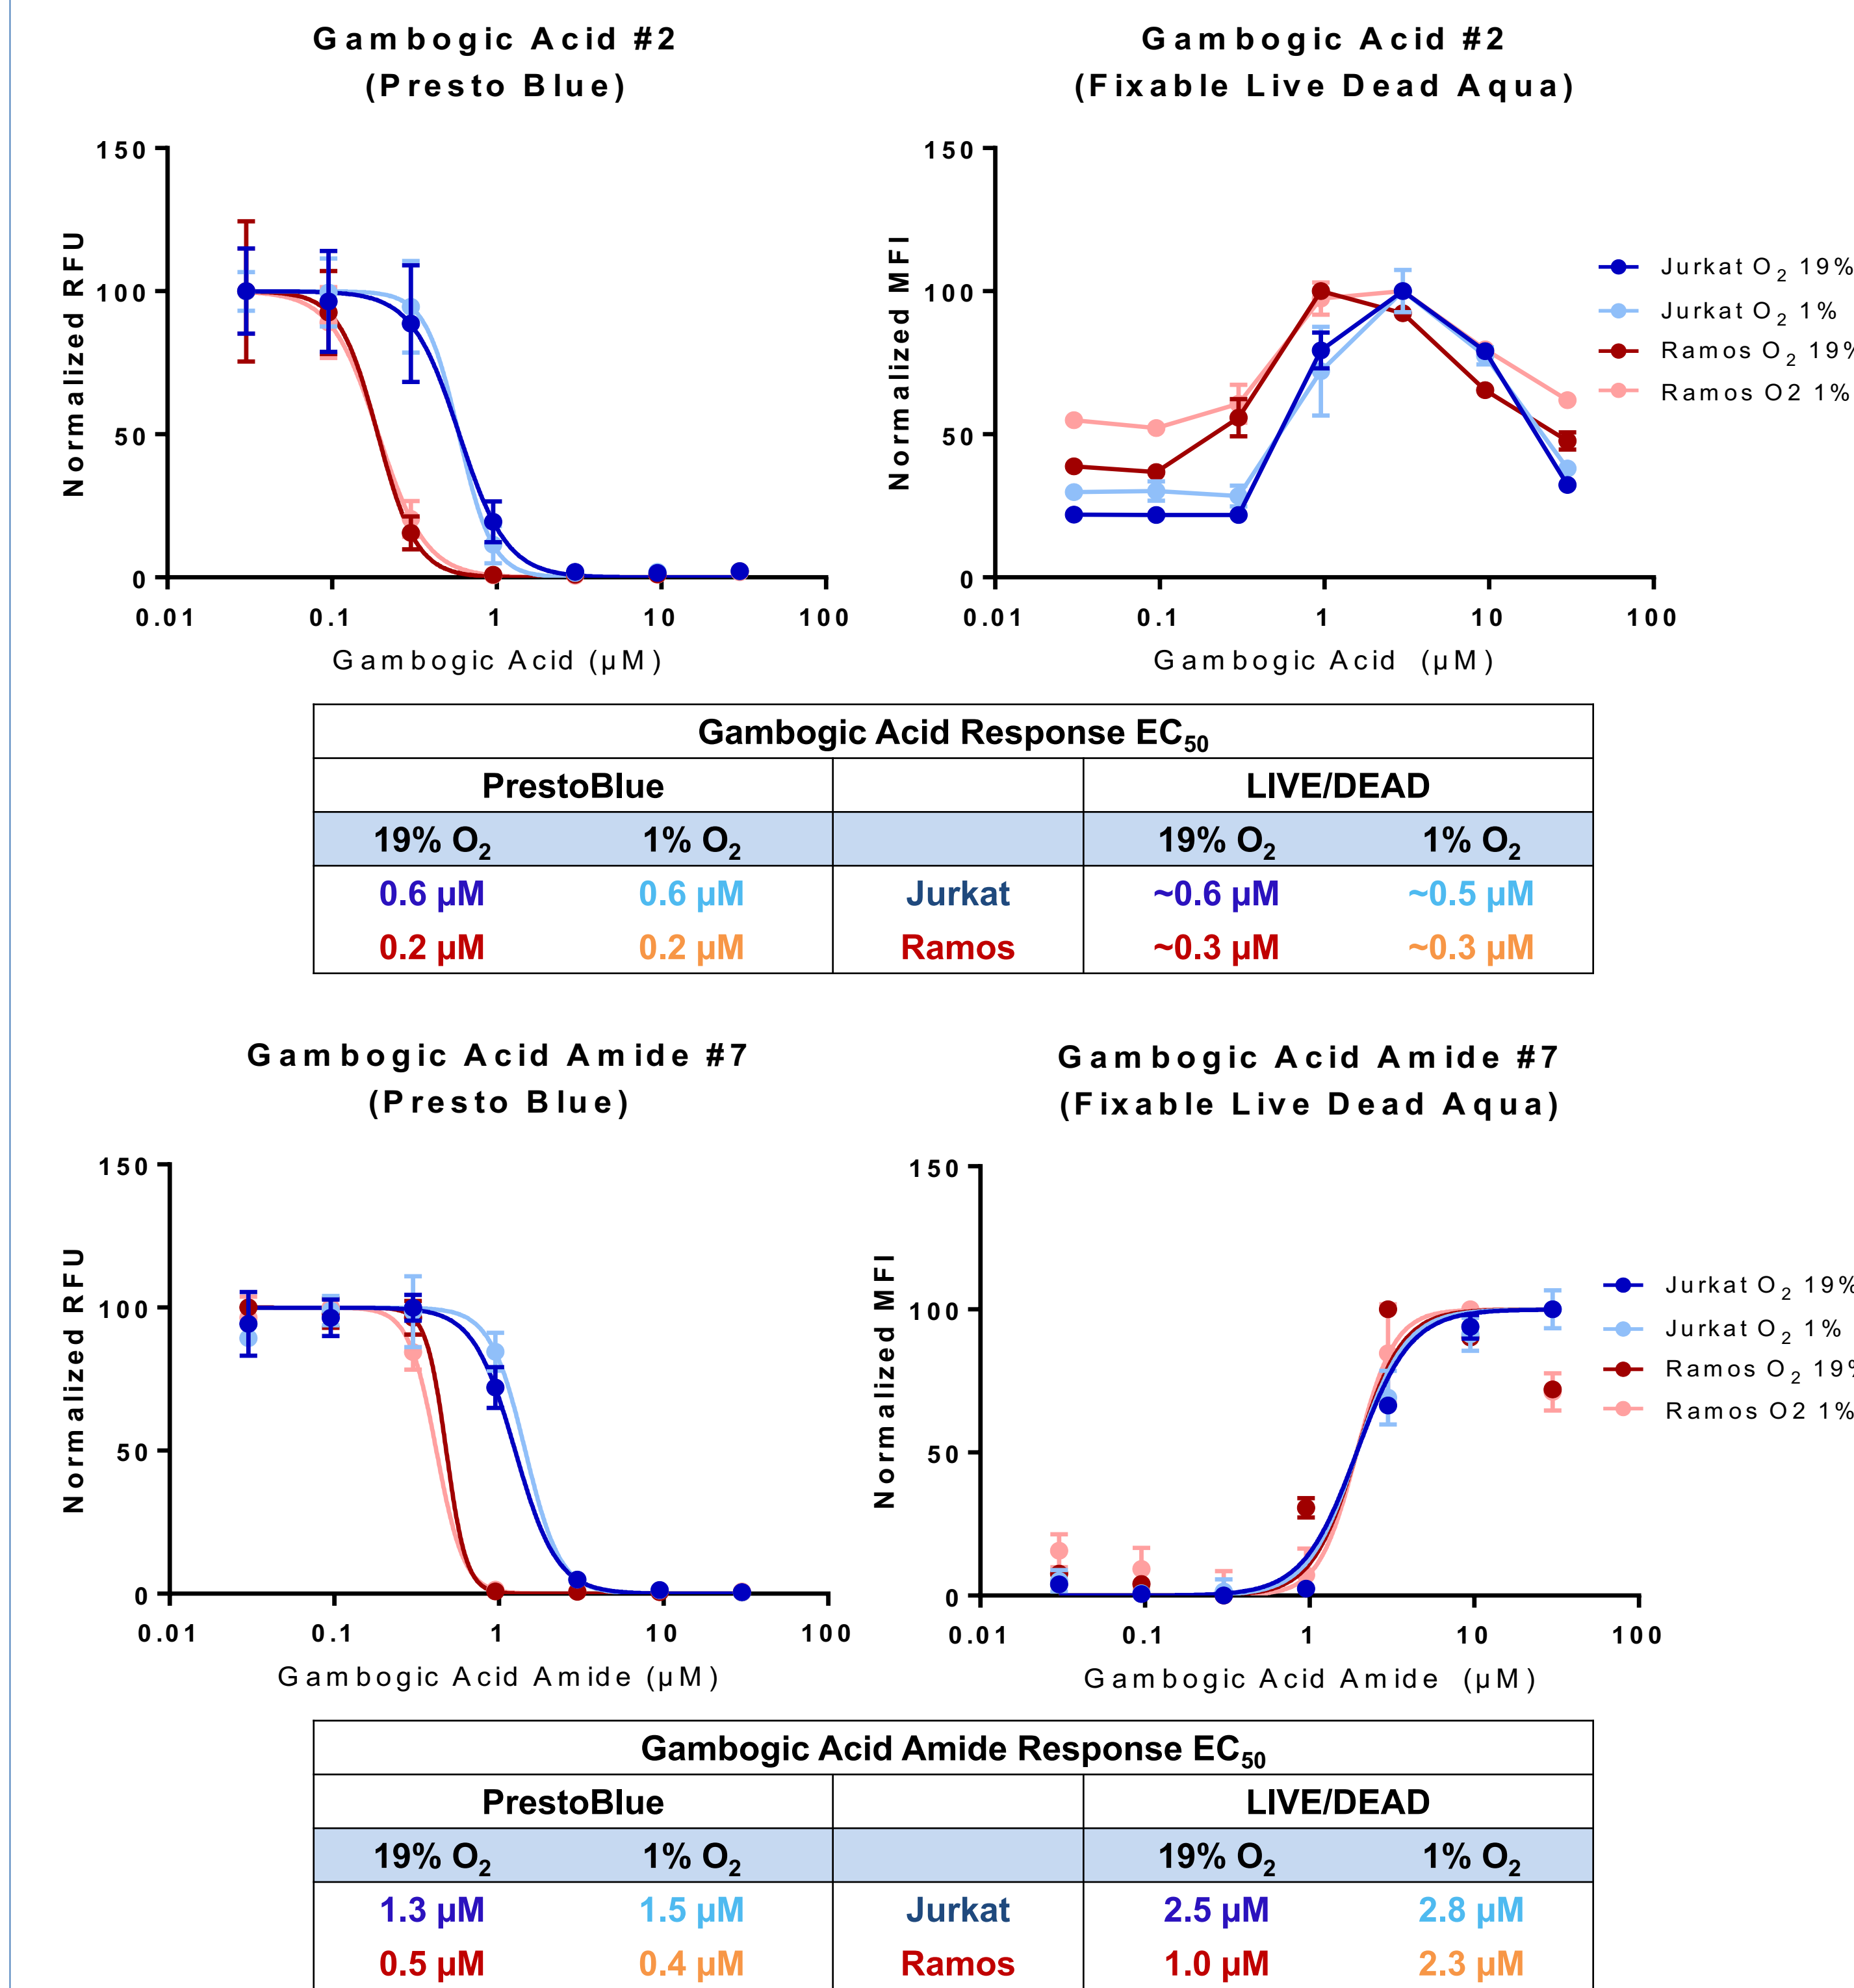 Gambogic Acid #2
(Presto Blue)
Normalized RFU
150
100
50
0
0.01 0.1 1 10 100
Gambogic Acid (µM)
Gambogic Acid #2
(Fixable Live Dead Aqua)
Normalized MFI
150
100
50
0
0.01 0.1 1 10 100
Gambogic Acid (µM)
Jurkat O2 19%
Jurkat O2 1%
Ramos O2 19%
Ramos O2 1%
Gambogic Acid Response EC50
PrestoBlue LIVE/DEAD
19% O2 1% O2 19% O2 1% O2
0.6 µM 0.6 µM Jurkat ~0.6 µM ~0.5 µM
0.2 µM 0.2 µM Ramos ~0.3 µM ~0.3 µM
Gambogic Acid Amide #7
(Presto Blue)
Normalized RFU
150
100
50
0
0.01 0.1 1 10 100
Gambogic Acid Amide (µM)
Gambogic Acid Amide #7
(Fixable Live Dead Aqua)
Normalized MFI
150
100
50
0
0.01 0.1 1 10 100
Gambogic Acid Amide (µM)
Jurkat O2 19%
Jurkat O2 1%
Ramos O2 19%
Ramos O2 1%
Gambogic Acid Amide Response EC50
PrestoBlue LIVE/DEAD
19% O2 1% O2 19% O2 1% O2
1.3 µM 1.5 µM Jurkat 2.5 µM 2.8 µM
0.5 µM 0.4 µM Ramos 1.0 µM 2.3 µM